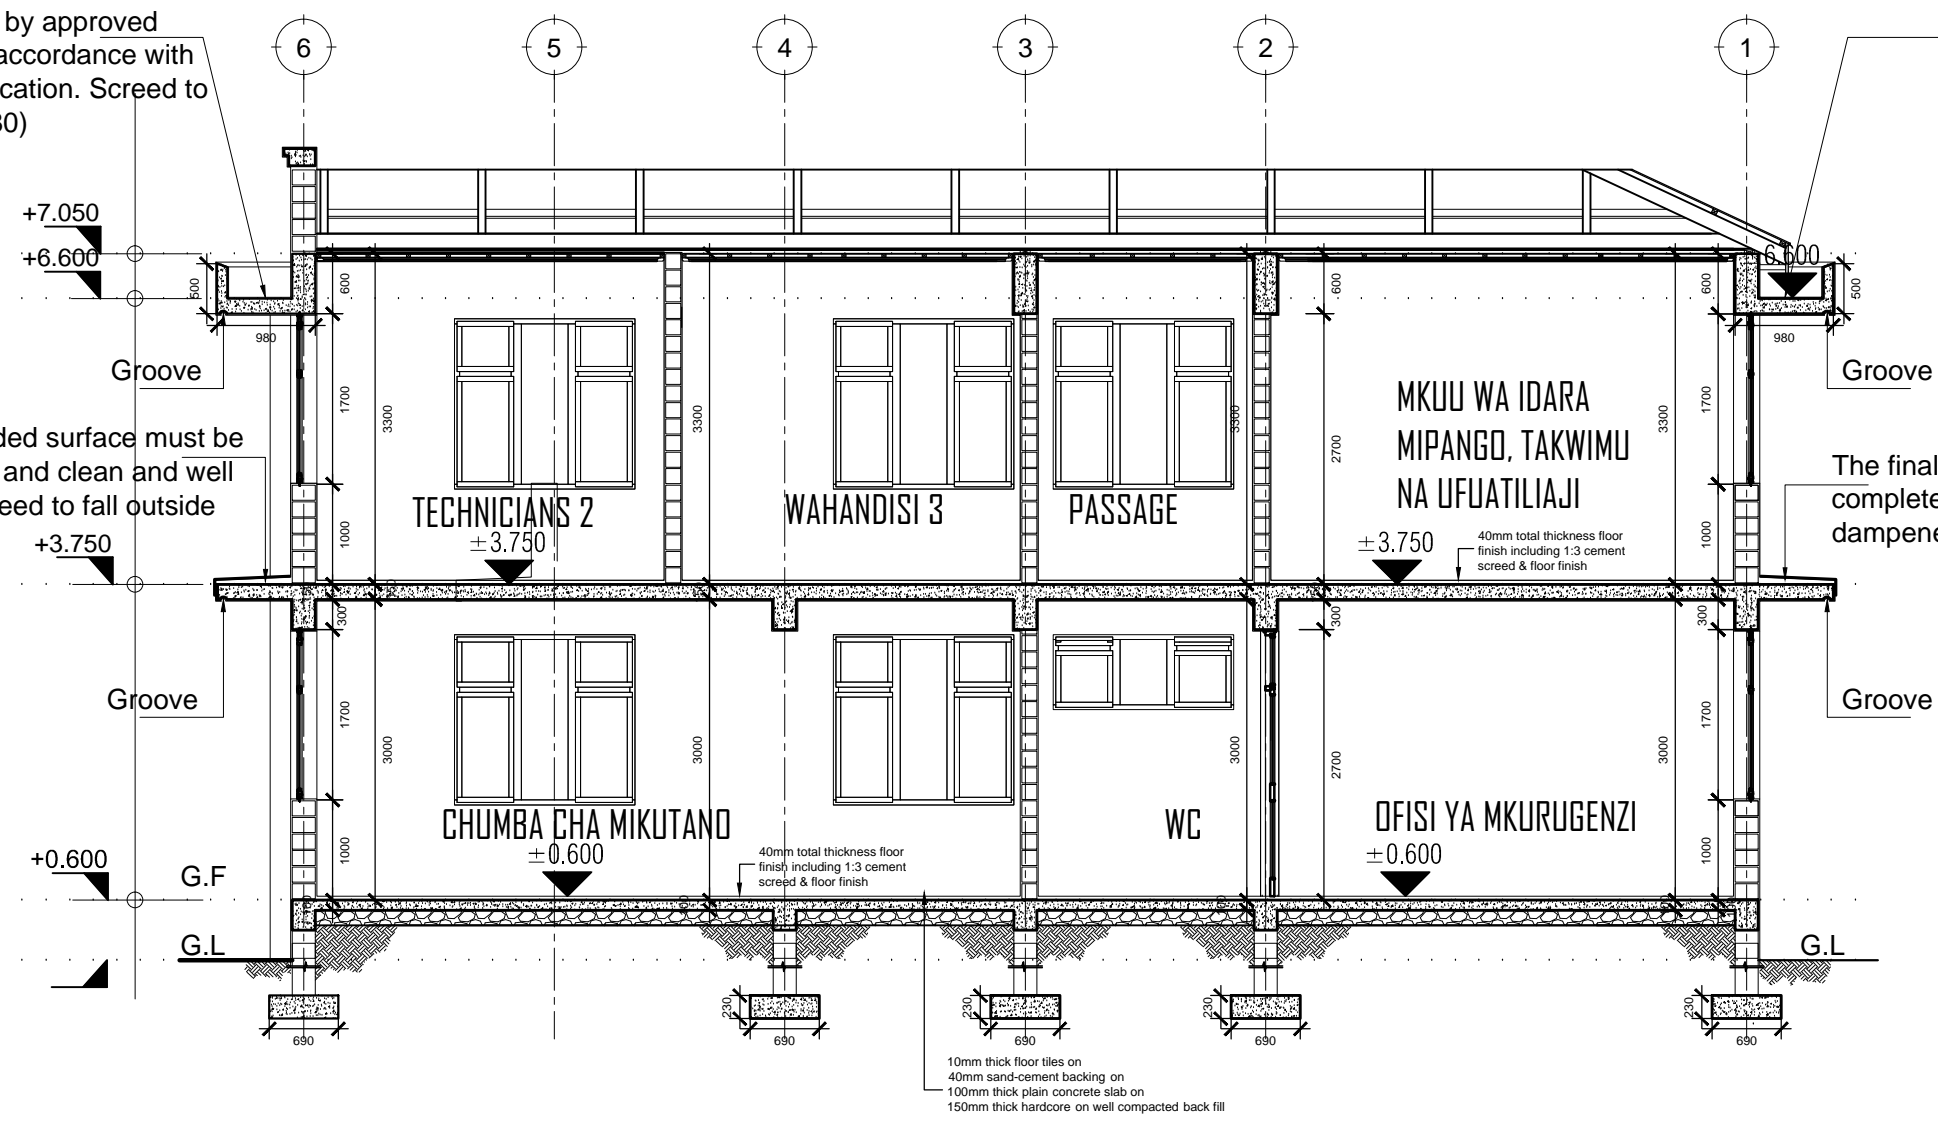 by approved
accordance with
cation. Screed to
80)
6
5
4
3
2
1
+7.050
+6.600
6.600
500
980
600
600
600
500
980
Groove
Groove
1700
3300
3300
3300
2700
3300
1700
MKUU WA IDARA
MIPANGO, TAKWIMU
NA UFUATILIAJI
ded surface must be
and clean and well
eed to fall outside
The final
complete
dampene
TECHNICIANS 2
±3.750
WAHANDISI 3
PASSAGE
±3.750
40mm total thickness floor
finish including 1:3 cement
screed & floor finish
1000
1000
+3.750
300
300
300
Groove
Groove
1700
3000
3000
3000
2700
3000
1700
CHUMBA CHA MIKUTANO
±0.600
WC
OFISI YA MKURUGENZI
±0.600
40mm total thickness floor
finish including 1:3 cement
screed & floor finish
1000
1000
+0.600
G.F
G.L
G.L
230
230
230
230
690
690
690
690
690
10mm thick floor tiles on
40mm sand-cement backing on
100mm thick plain concrete slab on
150mm thick hardcore on well compacted back fill